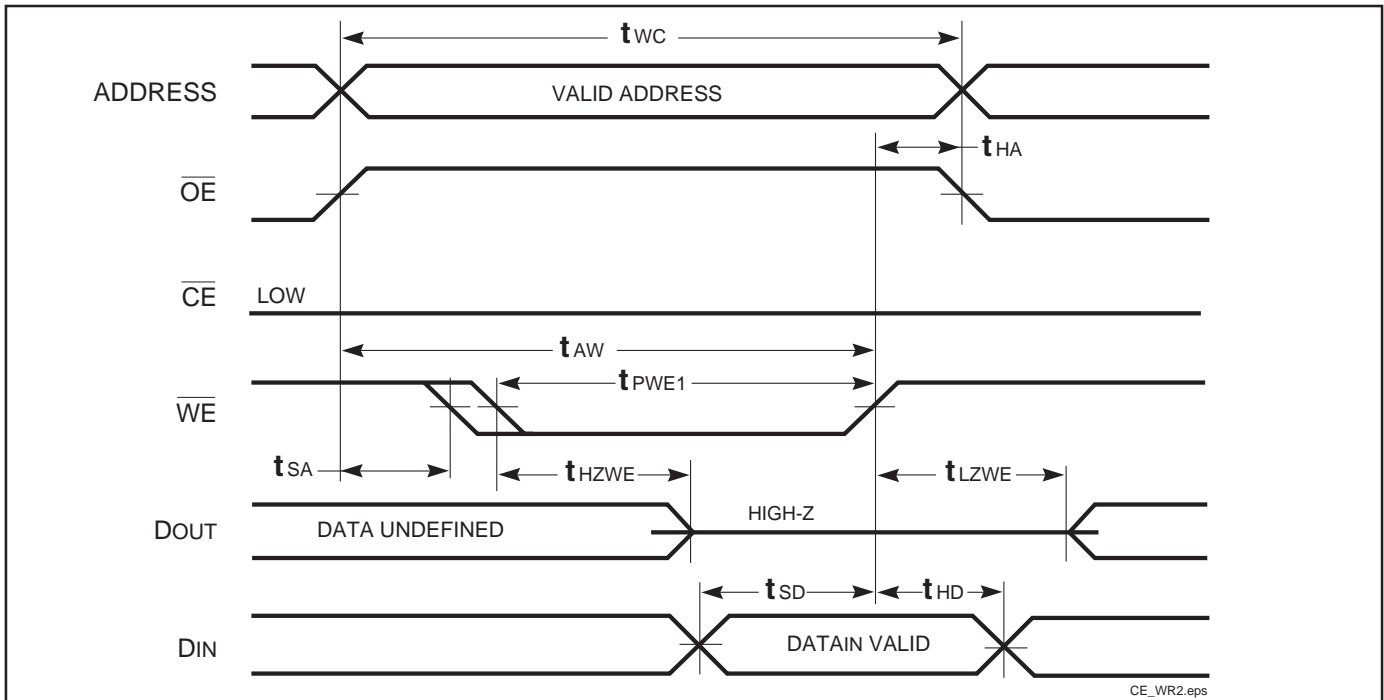 tWC
ADDRESS
VALID ADDRESS
tHA
OE
CE
LOW
tAW
tPWE1
WE
tSA
tHZWE
tLZWE
HIGH-Z
DOUT
DATA UNDEFINED
tSD
tHD
DIN
DATAIN VALID
CE_WR2.eps